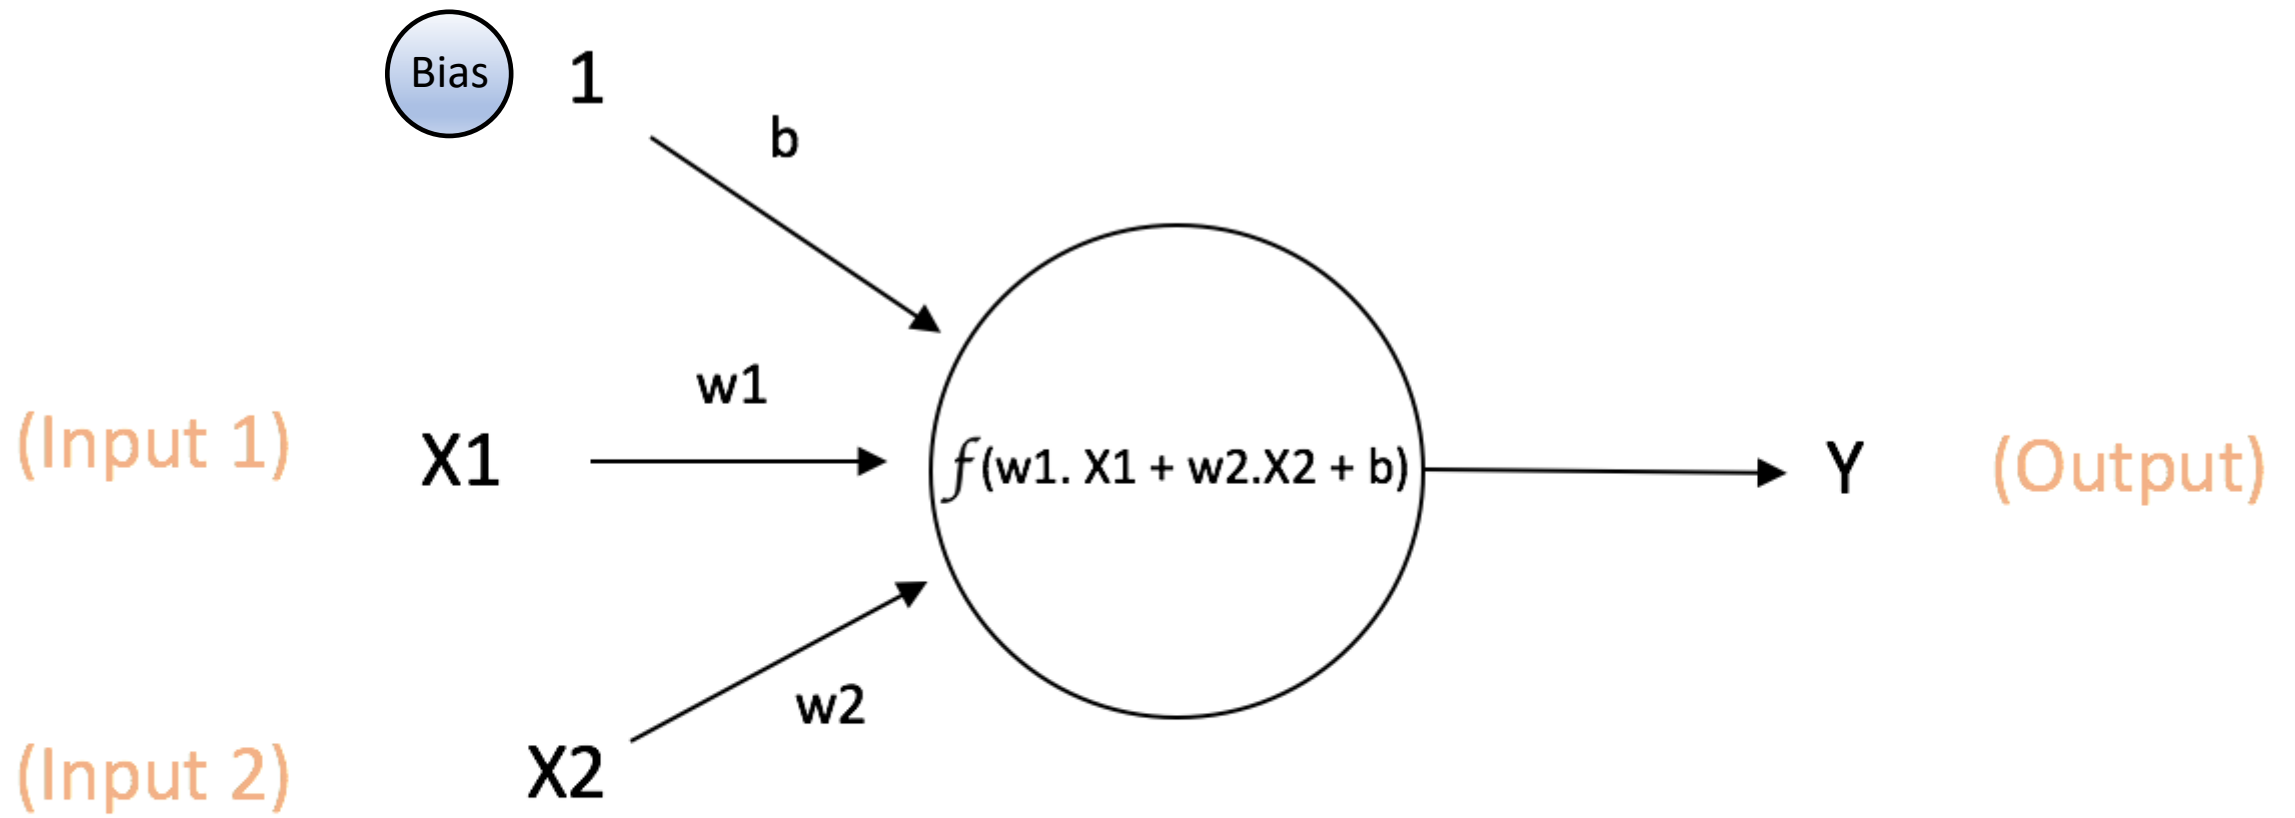 Bias 1
b
w1
(Input 1) X1
f(w1. X1 + w2.X2 + b)
Y (Output)
w2
(Input 2) X2